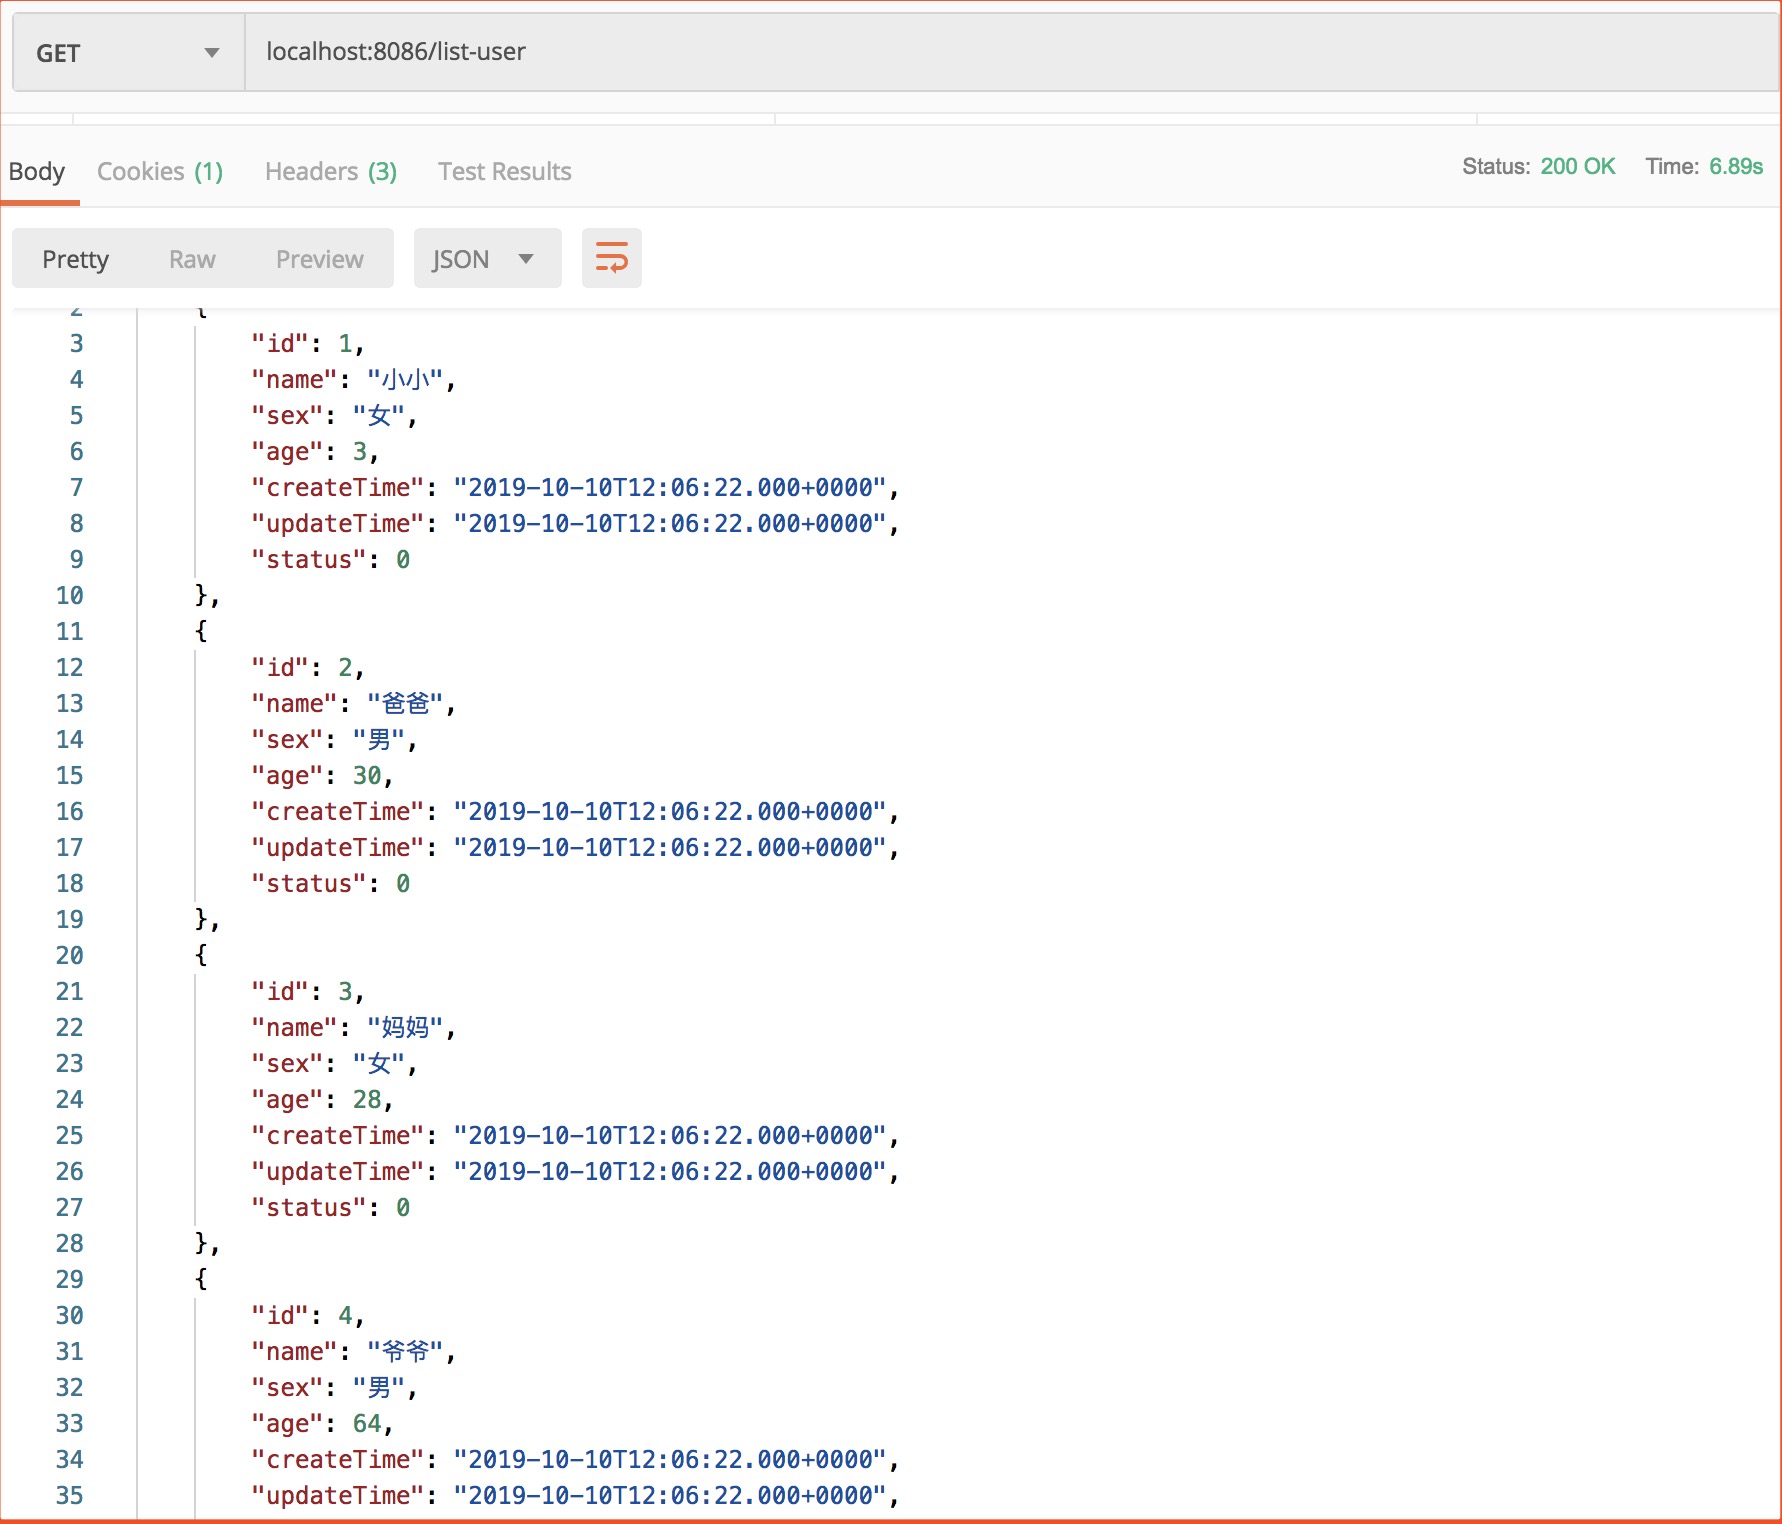 GET localhost:8086/list-user
Body Cookies (1) Headers (3) Test Results Status: 200 OK Time: 6.89s
Pretty Raw Preview JSON
2 {
3 "id": 1,
4 "name": "小小",
5 "sex": "女",
6 "age": 3,
7 "createTime": "2019-10-10T12:06:22.000+0000",
8 "updateTime": "2019-10-10T12:06:22.000+0000",
9 "status": 0
10 },
11 {
12 "id": 2,
13 "name": "爸爸",
14 "sex": "男",
15 "age": 30,
16 "createTime": "2019-10-10T12:06:22.000+0000",
17 "updateTime": "2019-10-10T12:06:22.000+0000",
18 "status": 0
19 },
20 {
21 "id": 3,
22 "name": "妈妈",
23 "sex": "女",
24 "age": 28,
25 "createTime": "2019-10-10T12:06:22.000+0000",
26 "updateTime": "2019-10-10T12:06:22.000+0000",
27 "status": 0
28 },
29 {
30 "id": 4,
31 "name": "爷爷",
32 "sex": "男",
33 "age": 64,
34 "createTime": "2019-10-10T12:06:22.000+0000",
35 "updateTime": "2019-10-10T12:06:22.000+0000",